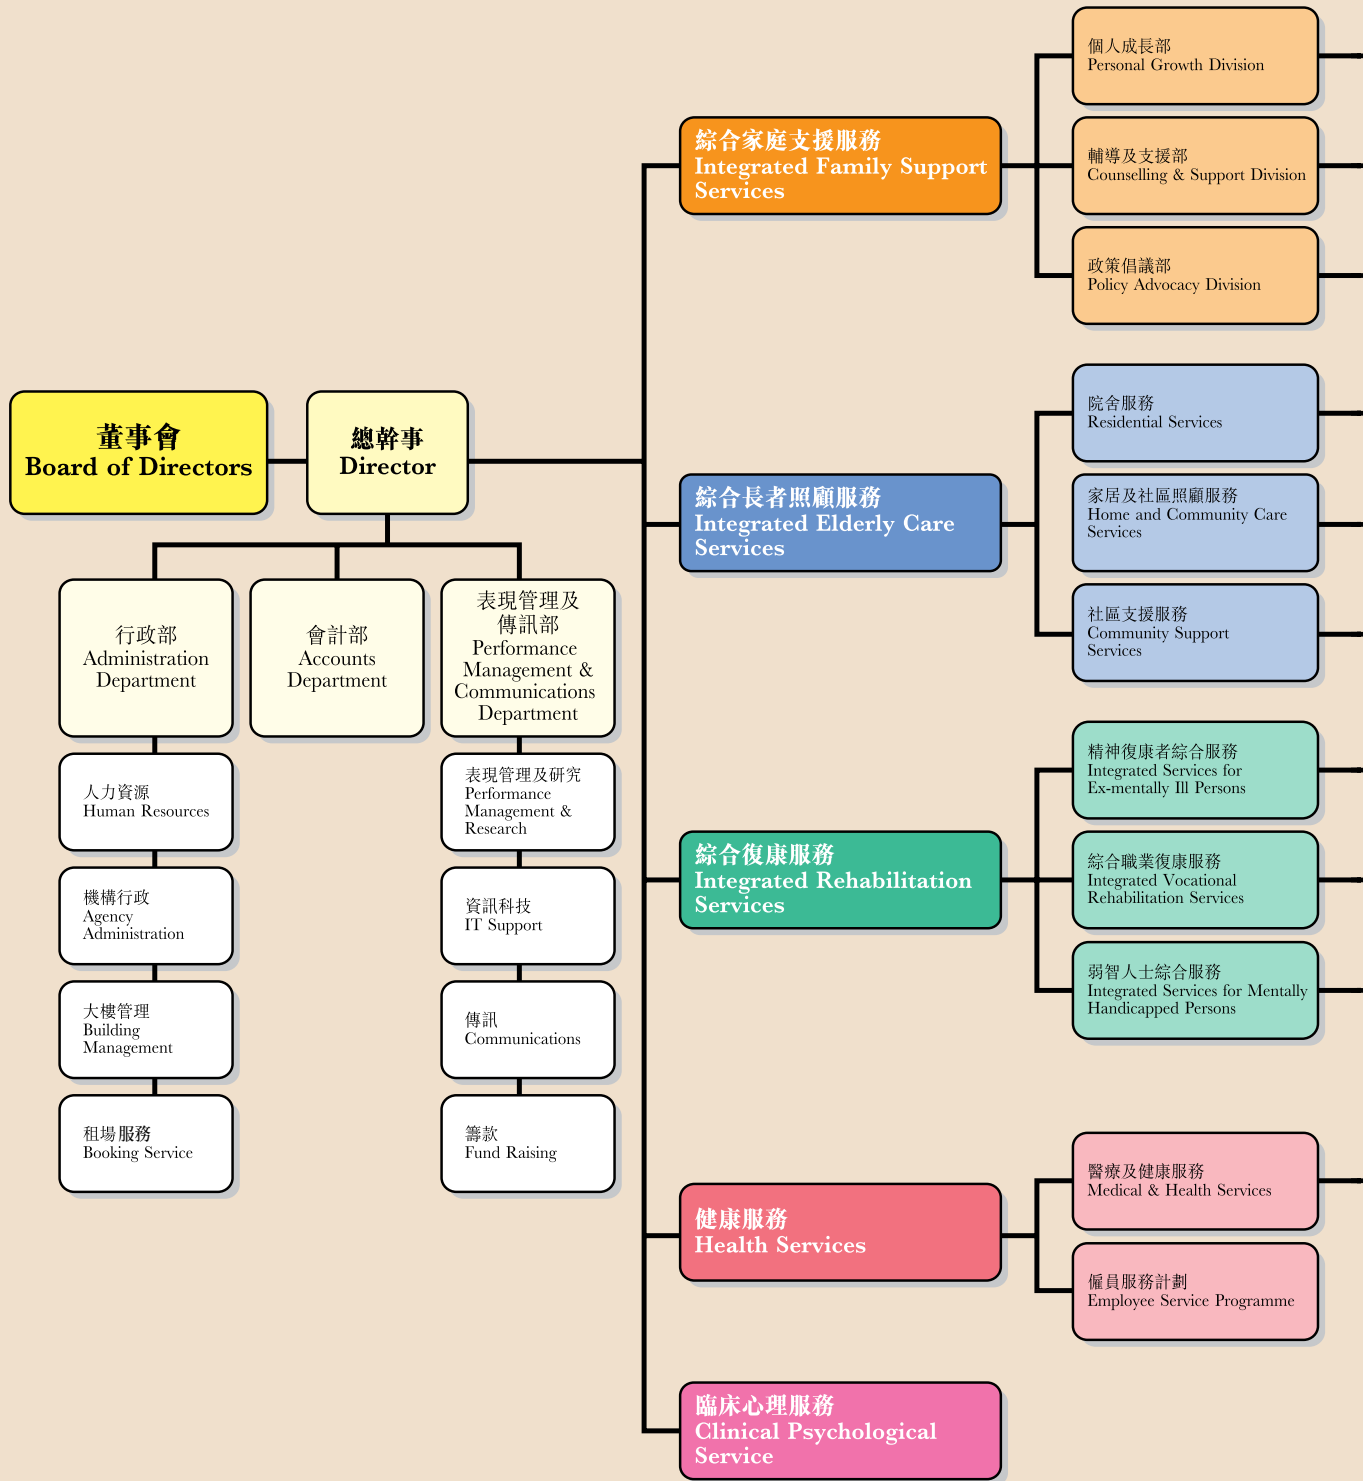 董事會
Board of Directors
總幹事
Director
行政部
Administration
Department
人力資源
Human Resources
機構行政
Agency
Administration
大樓管理
Building
Management
租場服務
Booking Service
會計部
Accounts
Department
表現管理及
傳訊部
Performance
Management &
Communications
Department
表現管理及研究
Performance
Management &
Research
資訊科技
IT Support
傳訊
Communications
籌款
Fund Raising
綜合家庭支援服務
Integrated Family Support
Services
個人成長部
Personal Growth Division
輔導及支援部
Counselling & Support Division
政策倡議部
Policy Advocacy Division
綜合長者照顧服務
Integrated Elderly Care
Services
院舍服務
Residential Services
家居及社區照顧服務
Home and Community Care
Services
社區支援服務
Community Support
Services
綜合復康服務
Integrated Rehabilitation
Services
精神復康者綜合服務
Integrated Services for
Ex-mentally Ill Persons
綜合職業復康服務
Integrated Vocational
Rehabilitation Services
弱智人士綜合服務
Integrated Services for Mentally
Handicapped Persons
健康服務
Health Services
醫療及健康服務
Medical & Health Services
僱員服務計劃
Employee Service Programme
臨床心理服務
Clinical Psychological
Service